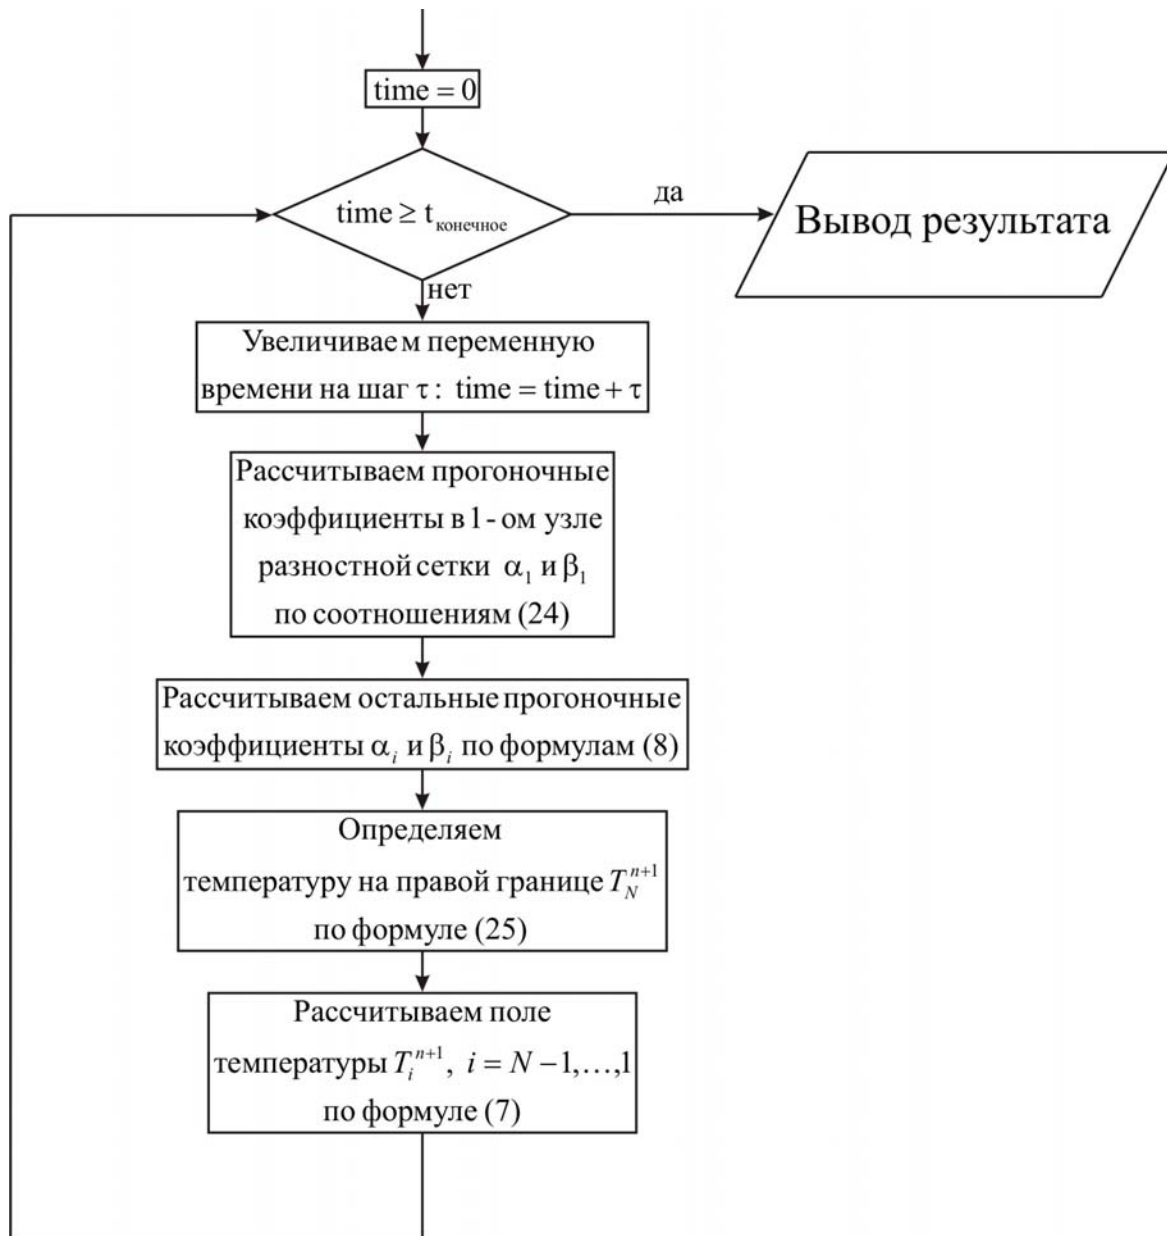 time = 0
time ≥ t конечное
да
Вывод результата
нет
Увеличиваем переменную
времени на шаг τ: time = time + τ
Рассчитываем прогоночные
коэффициенты в 1 - ом узле
разностной сетки α₁ и β₁
по соотношениям (24)
Рассчитываем остальные прогоночные
коэффициенты αᵢ и βᵢ по формулам (8)
Определяем
температуру на правой границе T_N^{n+1}
по формуле (25)
Рассчитываем поле
температуры T_i^{n+1}, i = N −1,…,1
по формуле (7)